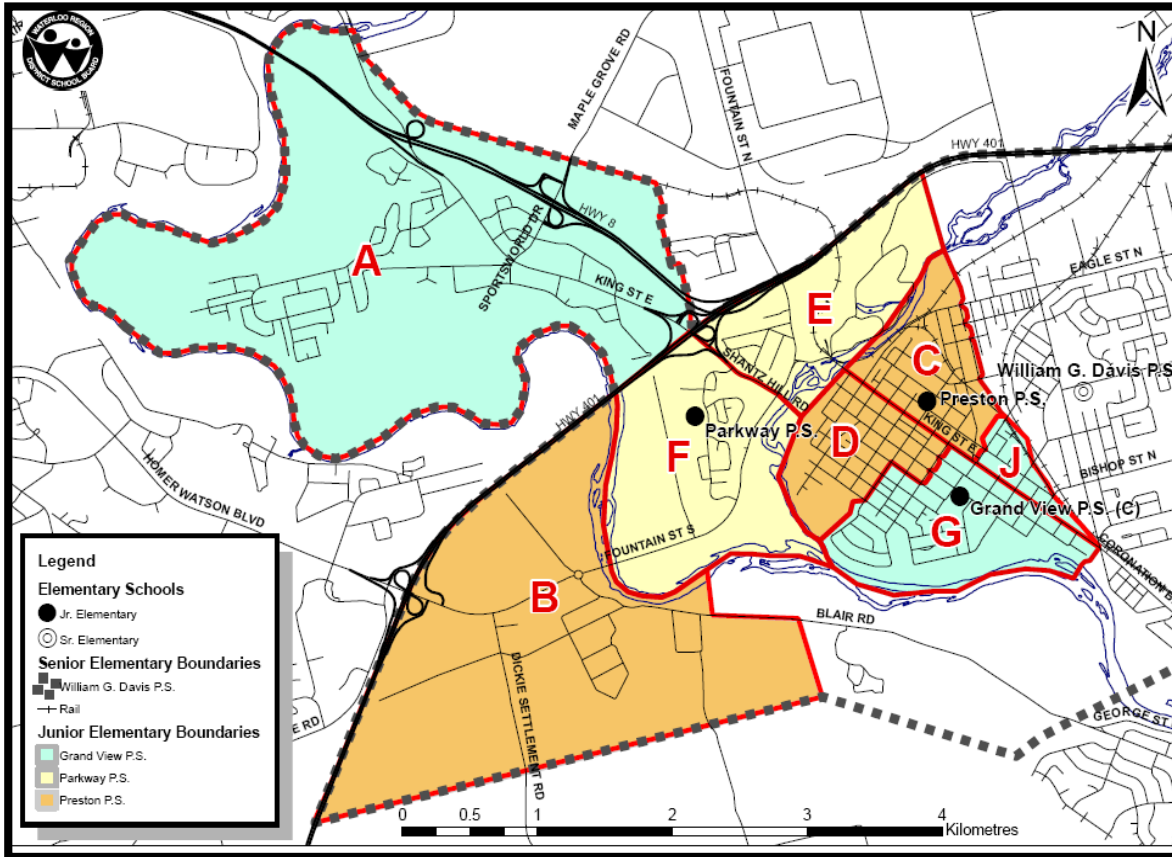 WATERLOO REGION
DISTRICT SCHOOL BOARD
N
MAPLE GROVE RD
FOUNTAIN ST N
HWY 401
HWY 8
SPORTSWORLD DR
KING ST E
A
E
EAGLE ST N
SHANTZ HILL RD
C
William G. Davis P.S.
Preston P.S.
HWY 401
Parkway P.S.
KING ST E
F
D
J
BISHOP ST N
HOMER WATSON BLVD
Grand View P.S. (C)
G
FOUNTAIN ST S
CORONATION B
B
BLAIR RD
DICKIE SETTLEMENT RD
GEORGE ST
E RD
Legend
Elementary Schools
Jr. Elementary
Sr. Elementary
Senior Elementary Boundaries
William G. Davis P.S.
Rail
Junior Elementary Boundaries
Grand View P.S.
Parkway P.S.
Preston P.S.
0 0.5 1 2 3 4
Kilometres